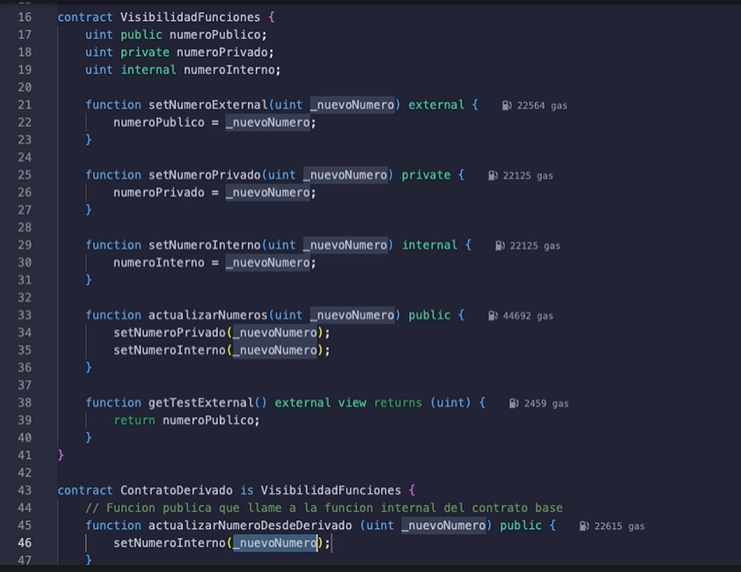 16 contract VisibilidadFunciones {
17 uint public numeroPublico;
18 uint private numeroPrivado;
19 uint internal numeroInterno;
20
21 function setNumeroExternal(uint _nuevoNumero) external { 22564 gas
22 numeroPublico = _nuevoNumero;
23 }
24
25 function setNumeroPrivado(uint _nuevoNumero) private { 22125 gas
26 numeroPrivado = _nuevoNumero;
27 }
28
29 function setNumeroInterno(uint _nuevoNumero) internal { 22125 gas
30 numeroInterno = _nuevoNumero;
31 }
32
33 function actualizarNumeros(uint _nuevoNumero) public { 44692 gas
34 setNumeroPrivado(_nuevoNumero);
35 setNumeroInterno(_nuevoNumero);
36 }
37
38 function getTestExternal() external view returns (uint) { 2459 gas
39 return numeroPublico;
40 }
41 }
42
43 contract ContratoDerivado is VisibilidadFunciones {
44 // Funcion publica que llame a la funcion internal del contrato base
45 function actualizarNumeroDesdeDerivado (uint _nuevoNumero) public { 22615 gas
46 setNumeroInterno(_nuevoNumero);
47 }